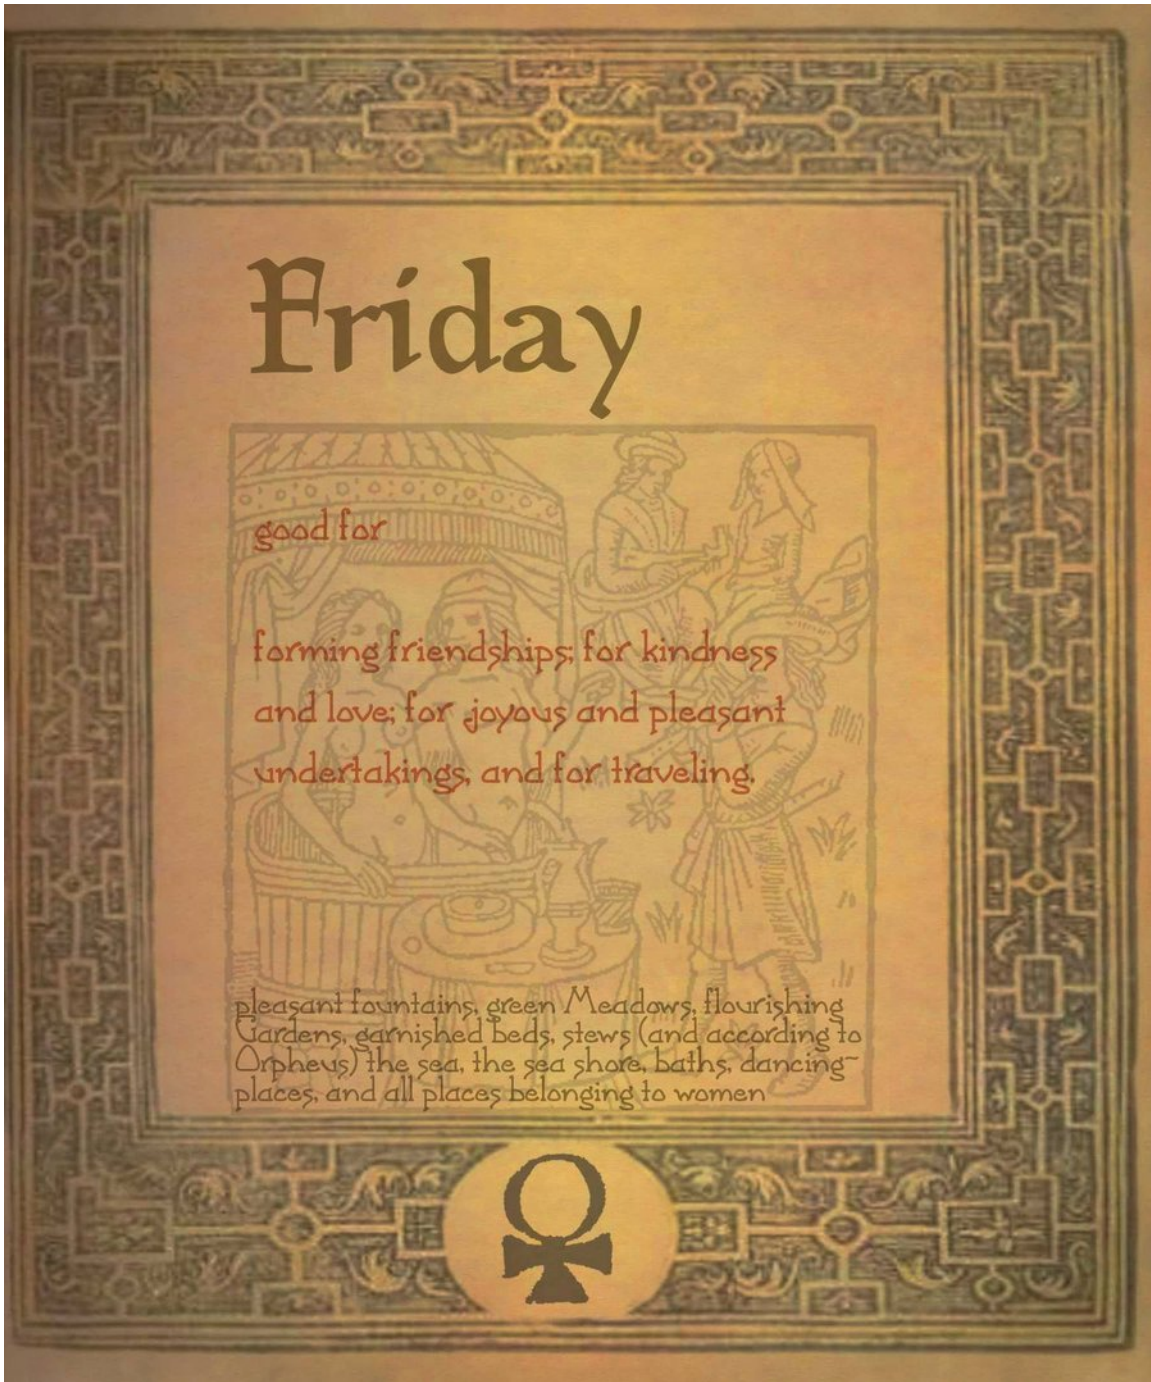 Friday
good for
forming friendships; for kindness
and love; for joyous and pleasant
undertakings, and for traveling.
pleasant fountains, green Meadows, flourishing
Gardens, garnished beds, stews (and according to
Orpheus) the sea, the sea shore, baths, dancing~
places, and all places belonging to women